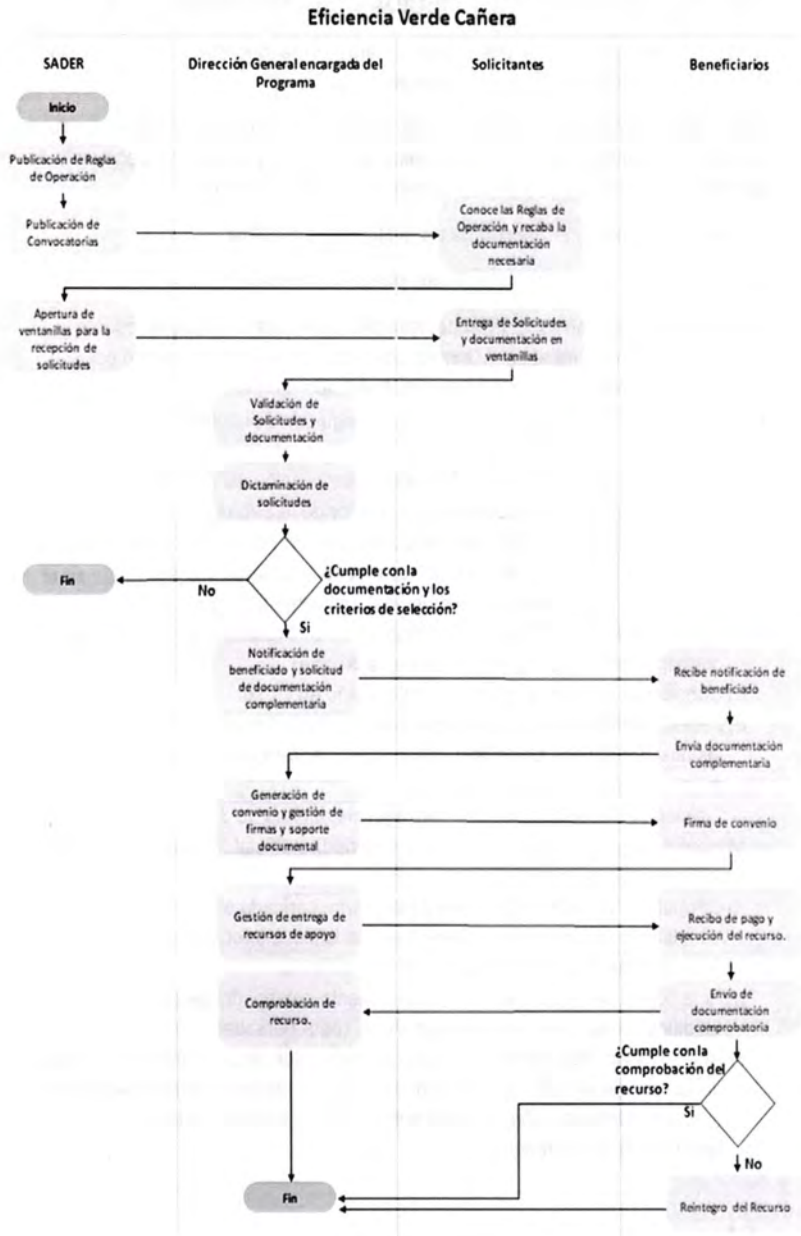 Eficiencia Verde Cañera
SADER
Dirección General encargada del
Programa
Solicitantes
Beneficiarios
Inicio
Publicación de Reglas
de Operación
Publicación de
Convocatorias
Conoce las Reglas de
Operación y recaba la
documentación
necesaria
Apertura de
ventanillas para la
recepción de
solicitudes
Entrega de Solicitudes
y documentación en
ventanillas
Validación de
Solicitudes y
documentación
Dictaminación de
solicitudes
¿Cumple con la
documentación y los
criterios de selección?
No
Fin
Si
Notificación de
beneficiado y solicitud
de documentación
complementaria
Recibe notificación de
beneficiado
Envía documentación
complementaria
Generación de
convenio y gestión de
firmas y soporte
documental
Firma de convenio
Gestión de entrega de
recursos de apoyo
Recibo de pago y
ejecución del recurso.
Comprobación de
recurso.
Envío de
documentación
comprobatoria
¿Cumple con la
comprobación del
recurso?
Si
No
Fin
Reintegro del Recurso